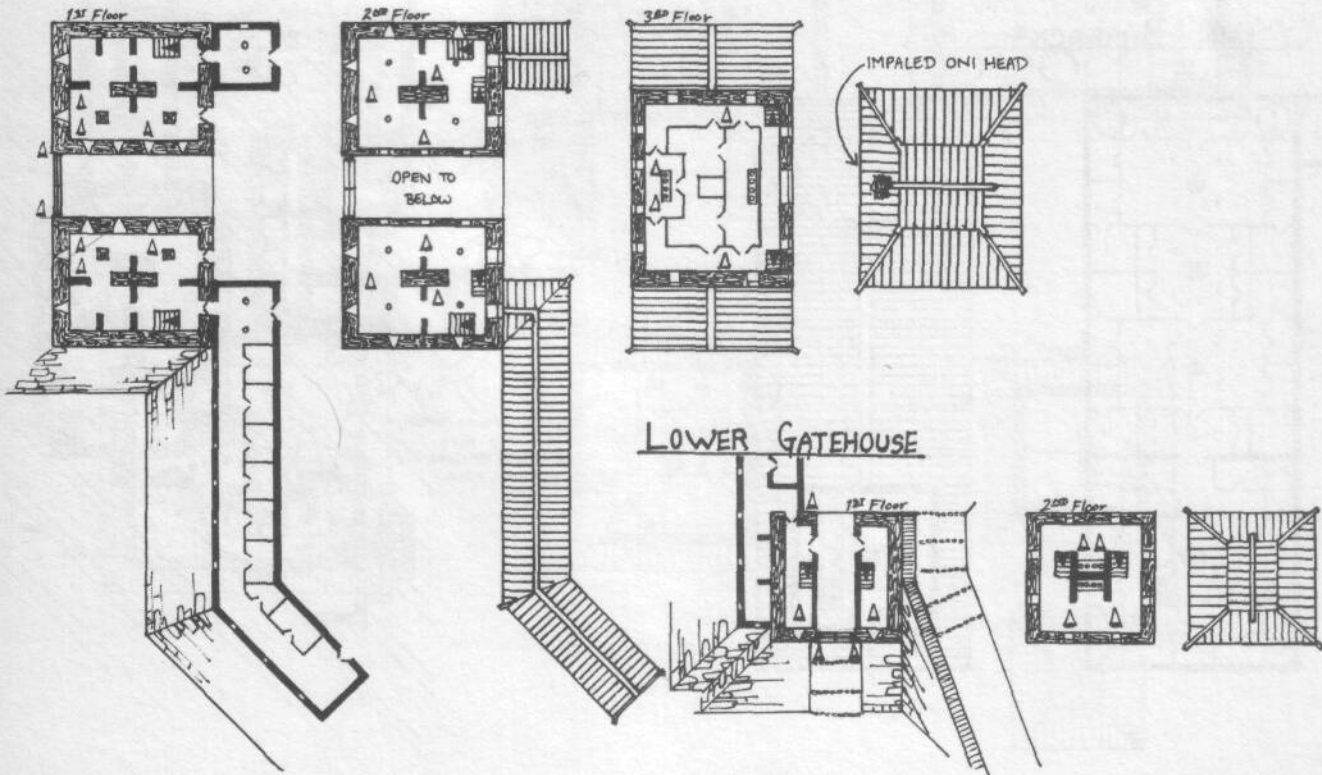 1ST Floor
2ND Floor
3RD Floor
IMPALED ONI HEAD
OPEN TO
BELOW
LOWER GATEHOUSE
1ST Floor
2ND Floor